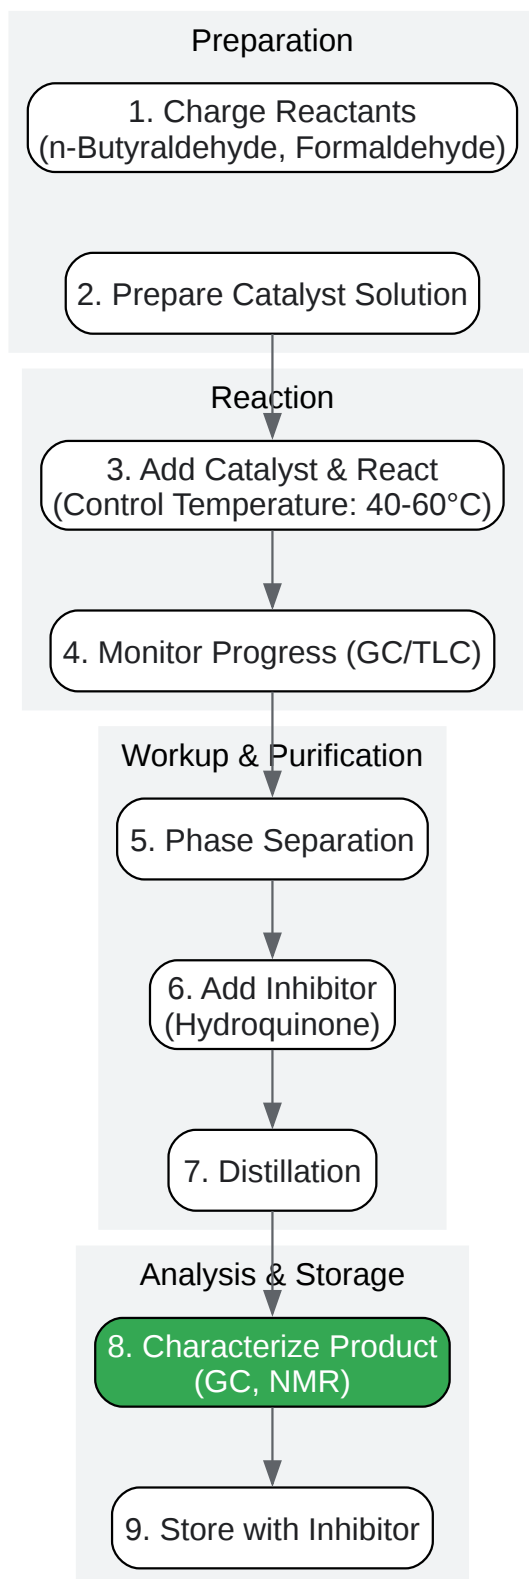 Preparation
1. Charge Reactants
(n-Butyraldehyde, Formaldehyde)
2. Prepare Catalyst Solution
Reaction
3. Add Catalyst & React
(Control Temperature: 40-60°C)
4. Monitor Progress (GC/TLC)
Workup & Purification
5. Phase Separation
6. Add Inhibitor
(Hydroquinone)
7. Distillation
Analysis & Storage
8. Characterize Product
(GC, NMR)
9. Store with Inhibitor